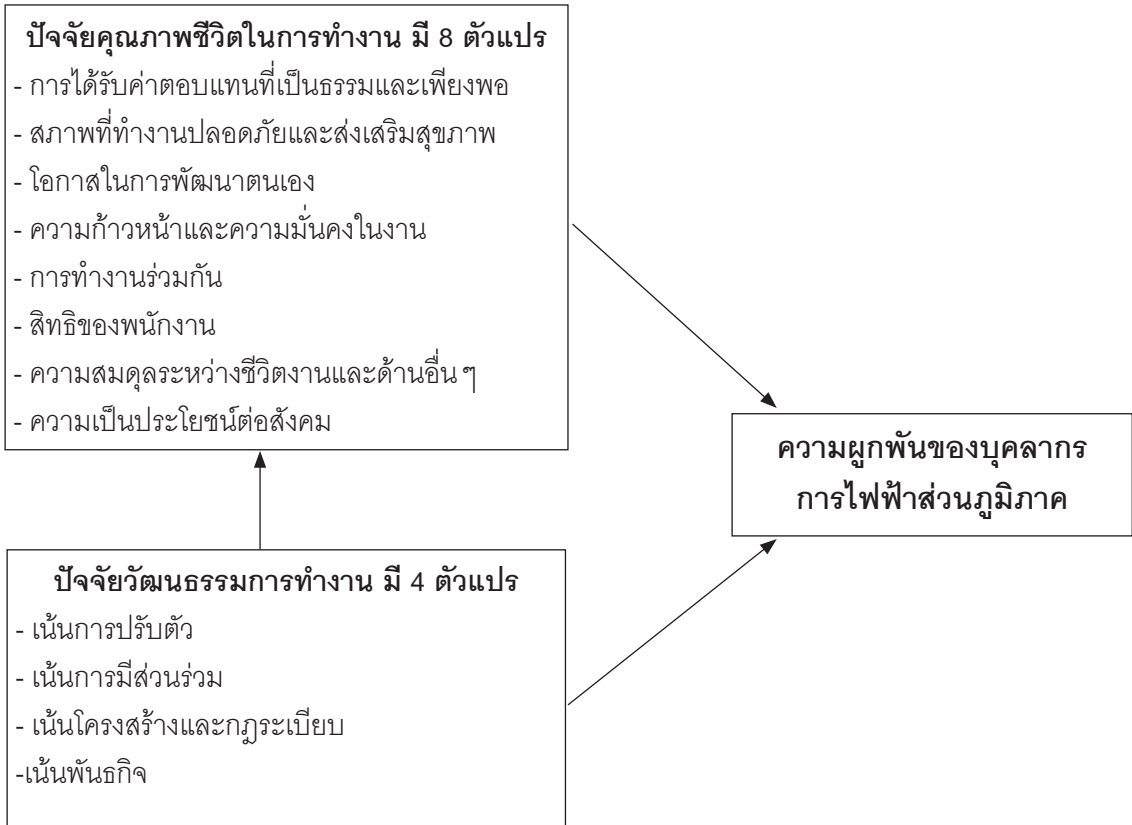 ปัจจัยคุณภาพชีวิตในการทำงาน มี 8 ตัวแปร
- การได้รับค่าตอบแทนที่เป็นธรรมและเพียงพอ
- สภาพที่ทำงานปลอดภัยและส่งเสริมสุขภาพ
- โอกาสในการพัฒนาตนเอง
- ความก้าวหน้าและความมั่นคงในงาน
- การทำงานร่วมกัน
- สิทธิของพนักงาน
- ความสมดุลระหว่างชีวิตงานและด้านอื่น ๆ
- ความเป็นประโยชน์ต่อสังคม
ความผูกพันของบุคลากร
การไฟฟ้าส่วนภูมิภาค
ปัจจัยวัฒนธรรมการทำงาน มี 4 ตัวแปร
- เน้นการปรับตัว
- เน้นการมีส่วนร่วม
- เน้นโครงสร้างและกฎระเบียบ
-เน้นพันธกิจ